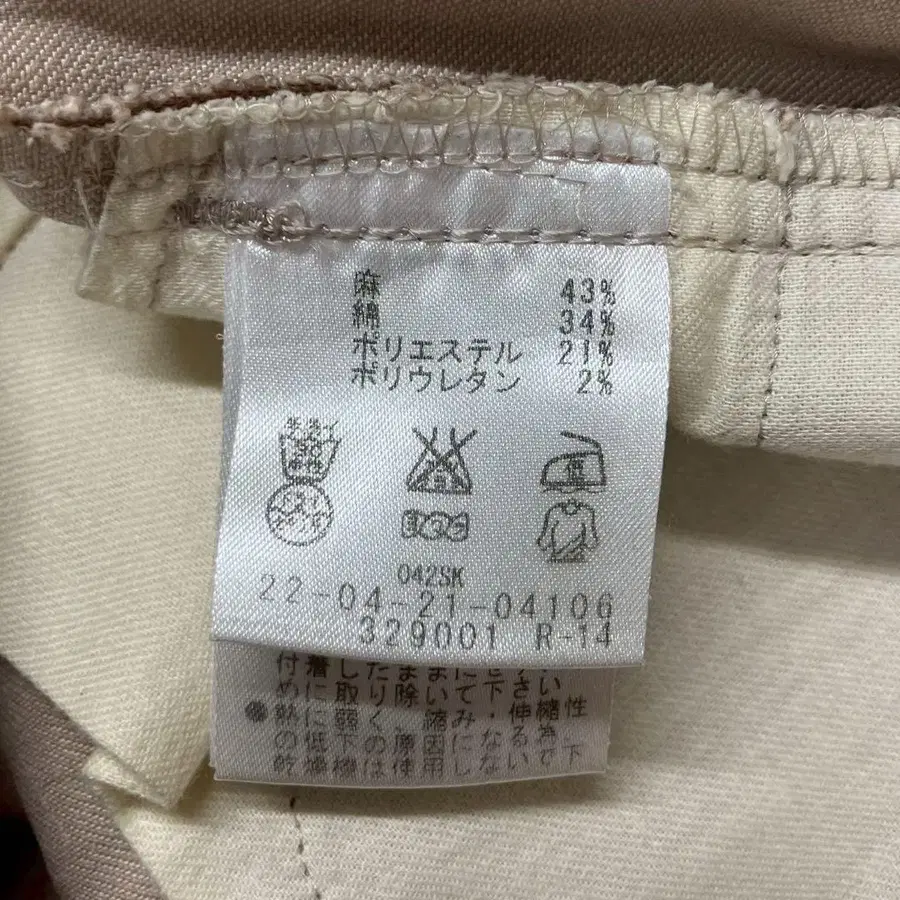 麻 43%
綿 34%
ポリエステル 21%
ポリウレタン 2%
042SK
22-04-21-04106
329001 R-14
付着したままにせず、
めに取り除いて下さい
●熱に弱く、縮み・伸縮性
の低下の原因になる為、
乾燥機は使用しないで下